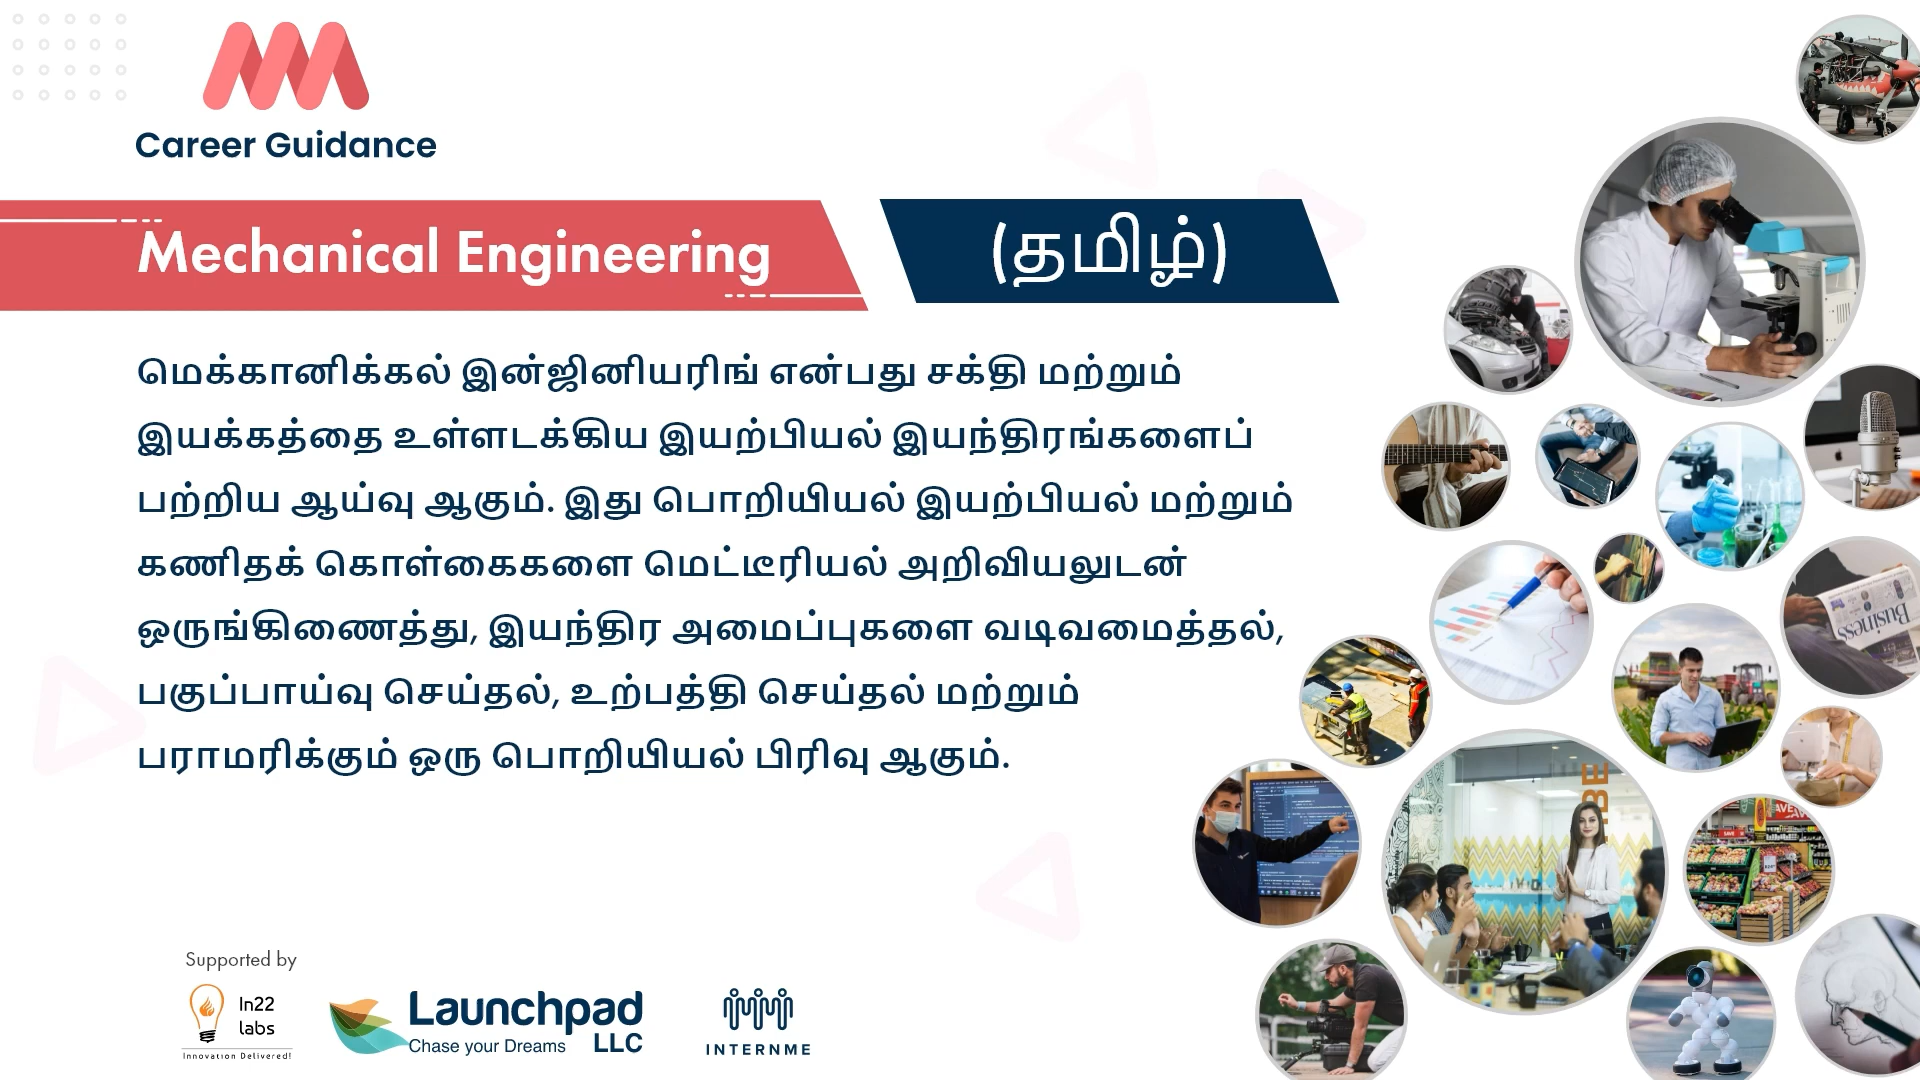 Career Guidance
Mechanical Engineering
(தமிழ்)
மெக்கானிக்கல் இன்ஜினியரிங் என்பது சக்தி மற்றும்
இயக்கத்தை உள்ளடக்கிய இயற்பியல் இயந்திரங்களைப்
பற்றிய ஆய்வு ஆகும். இது பொறியியல் இயற்பியல் மற்றும்
கணிதக் கொள்கைகளை மெட்டீரியல் அறிவியலுடன்
ஒருங்கிணைத்து, இயந்திர அமைப்புகளை வடிவமைத்தல்,
பகுப்பாய்வு செய்தல், உற்பத்தி செய்தல் மற்றும்
பராமரிக்கும் ஒரு பொறியியல் பிரிவு ஆகும்.
Business
Supported by
In22
labs
Innovation Delivered!
Launchpad
Chase your Dreams LLC
INTERNME